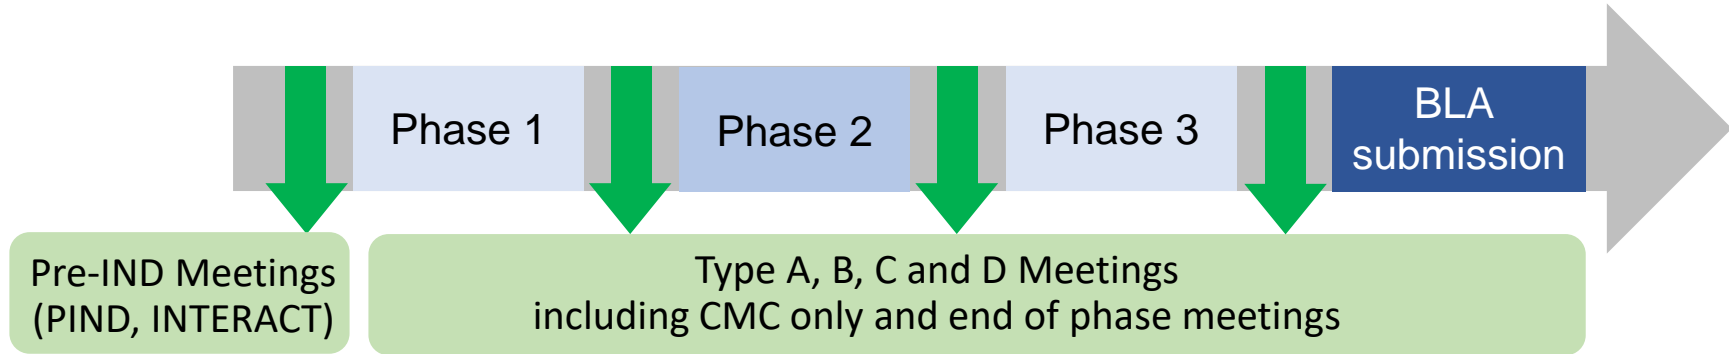 Phase 1
Phase 2
Phase 3
BLA
submission
Pre-IND Meetings
(PIND, INTERACT)
Type A, B, C and D Meetings
including CMC only and end of phase meetings